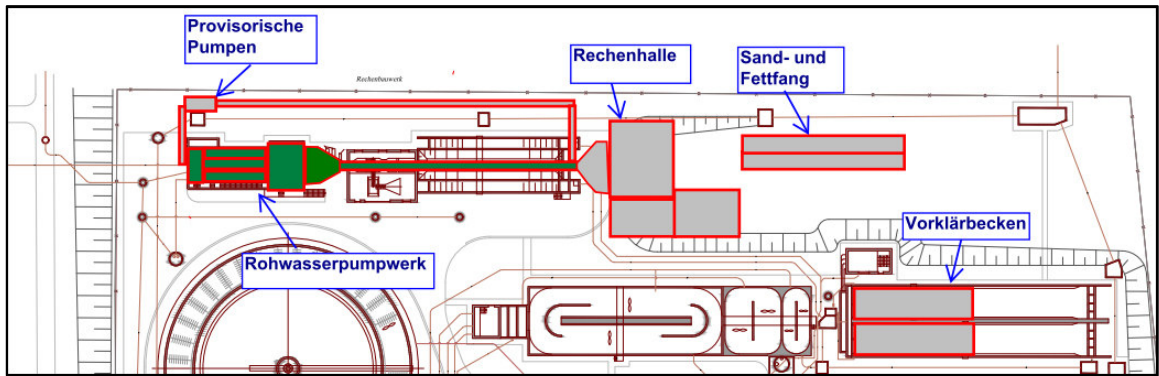 Provisorische
Pumpen
Rechenbauwerk
Rechenhalle
Sand- und
Fettfang
Rohwasserpumpwerk
Vorklärbecken